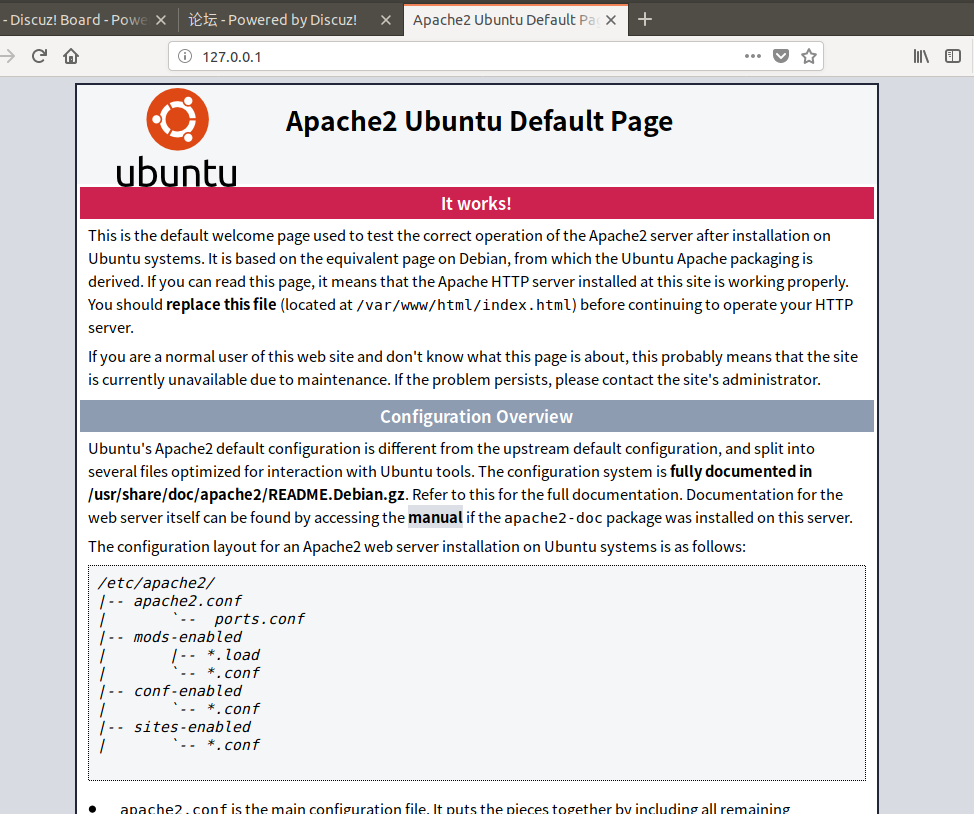 - Discuz! Board - Powe
论坛 - Powered by Discuz!
Apache2 Ubuntu Default Pa
127.0.0.1
ubuntu
Apache2 Ubuntu Default Page
It works!
This is the default welcome page used to test the correct operation of the Apache2 server after installation on
Ubuntu systems. It is based on the equivalent page on Debian, from which the Ubuntu Apache packaging is
derived. If you can read this page, it means that the Apache HTTP server installed at this site is working properly.
You should replace this file (located at /var/www/html/index.html) before continuing to operate your HTTP
server.
If you are a normal user of this web site and don't know what this page is about, this probably means that the site
is currently unavailable due to maintenance. If the problem persists, please contact the site's administrator.
Configuration Overview
Ubuntu's Apache2 default configuration is different from the upstream default configuration, and split into
several files optimized for interaction with Ubuntu tools. The configuration system is fully documented in
/usr/share/doc/apache2/README.Debian.gz. Refer to this for the full documentation. Documentation for the
web server itself can be found by accessing the manual if the apache2-doc package was installed on this server.
The configuration layout for an Apache2 web server installation on Ubuntu systems is as follows:
/etc/apache2/
|-- apache2.conf
|       `--  ports.conf
|-- mods-enabled
|       |-- *.load
|       `-- *.conf
|-- conf-enabled
|       `-- *.conf
|-- sites-enabled
|       `-- *.conf
● apache2.conf is the main configuration file. It puts the pieces together by including all remaining